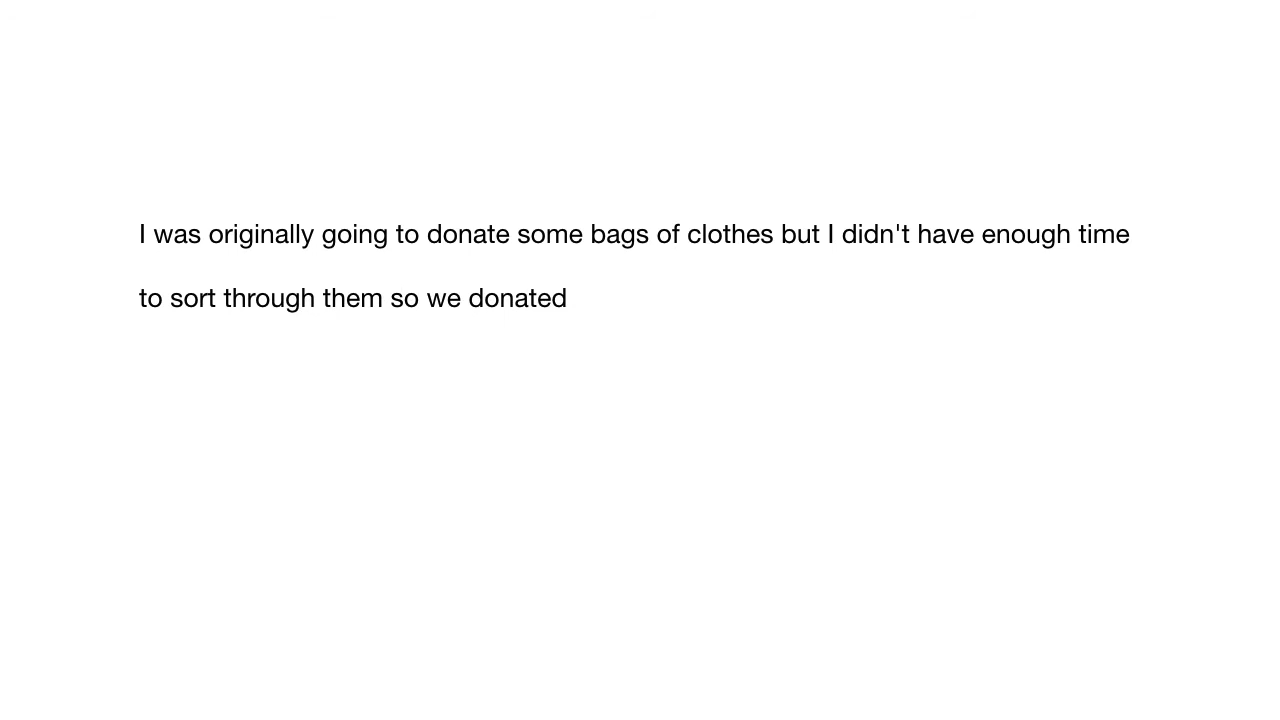 I was originally going to donate some bags of clothes but I didn't have enough time
to sort through them so we donated